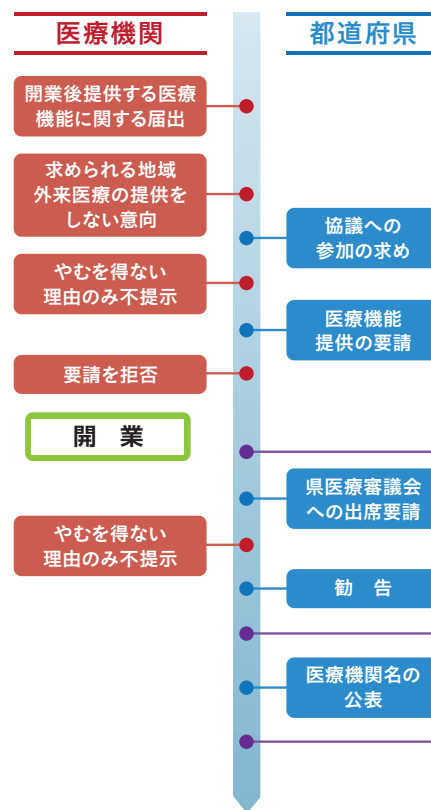 医療機関
都道府県
開業後提供する医療
機能に関する届出
求められる地域
外来医療の提供を
しない意向
協議への
参加の求め
やむを得ない
理由のみ不提示
医療機能
提供の要請
要請を拒否
開　業
県医療審議会
への出席要請
やむを得ない
理由のみ不提示
勧　告
医療機関名の
公表